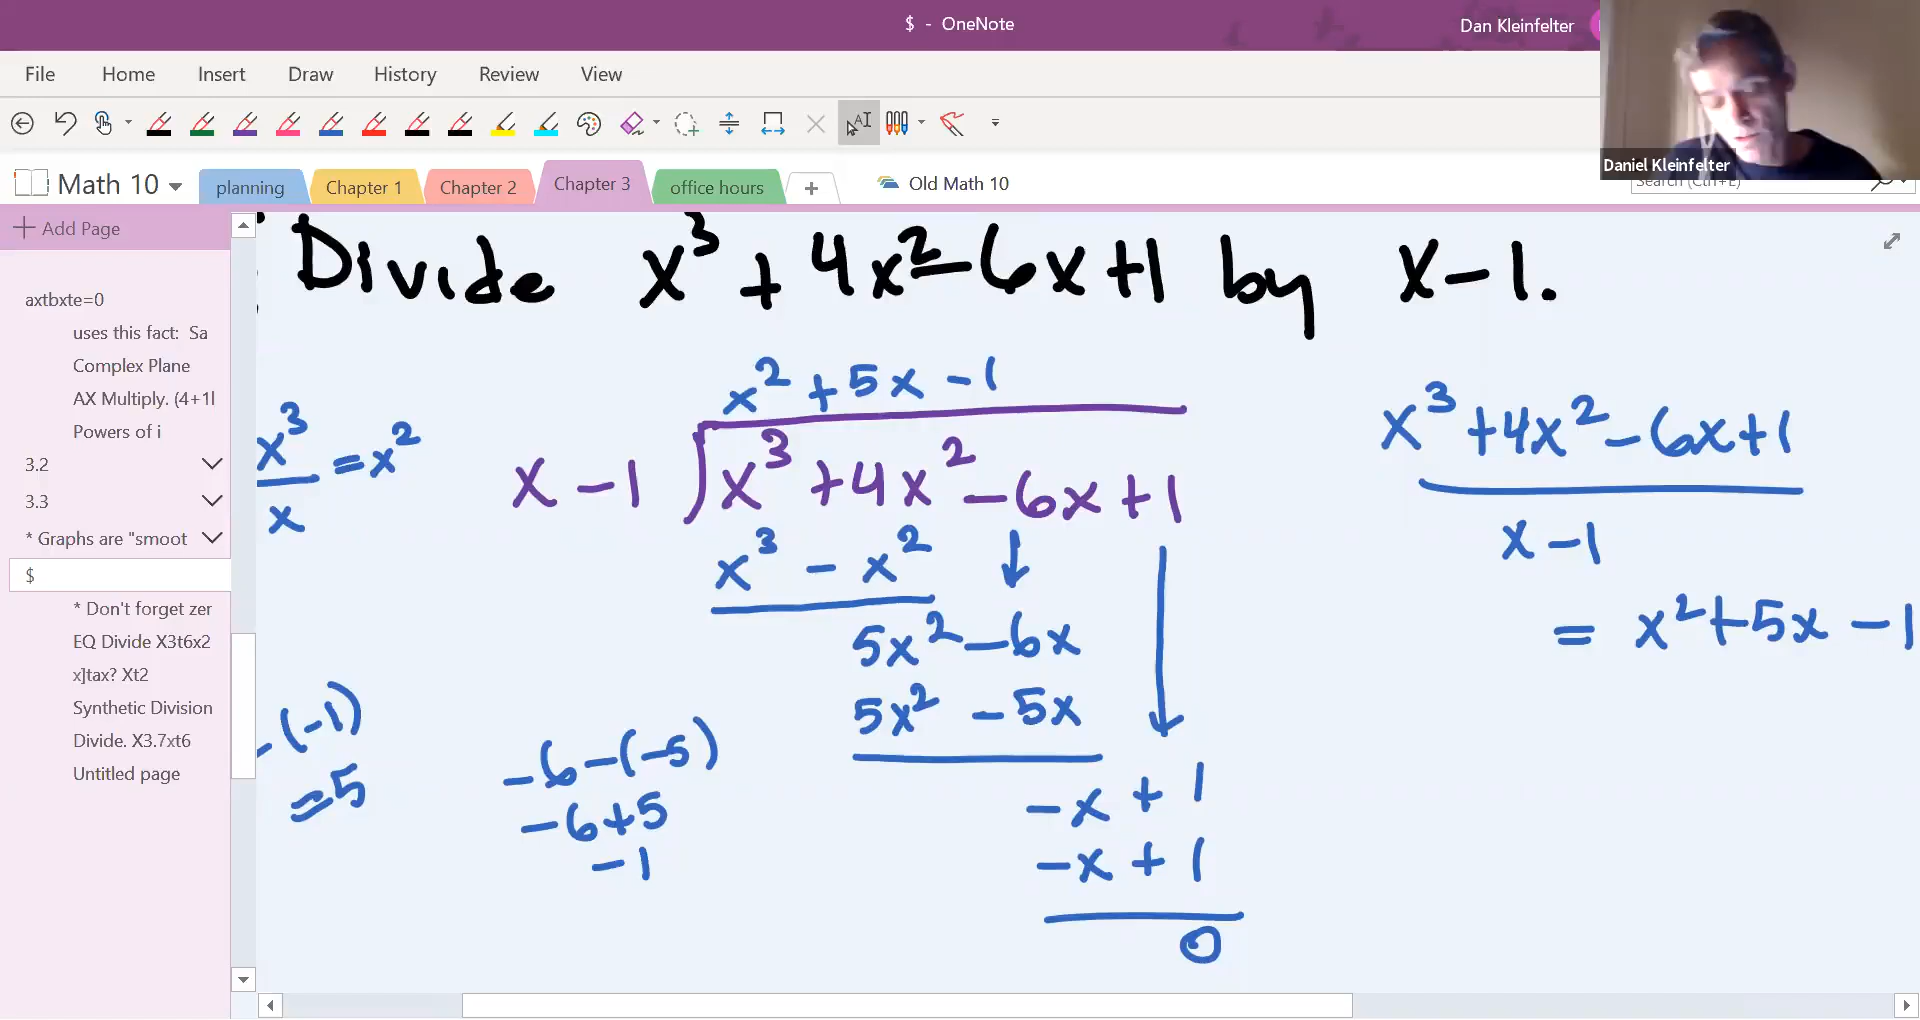 $ - OneNote
Dan Kleinfelter
File Home Insert Draw History Review View
Daniel Kleinfelter
Math 10 planning Chapter 1 Chapter 2 Chapter 3 office hours + Old Math 10
Search (Ctrl+E)
Add Page
axtbxte=0
uses this fact: Sa
Complex Plane
AX Multiply. (4+1l
Powers of i
3.2
3.3
* Graphs are "smoot
$
* Don't forget zer
EQ Divide X3t6x2
x]tax? Xt2
Synthetic Division
Divide. X3.7xt6
Untitled page
Divide x³ + 4x² - 6x + 1 by x - 1.
x³/x = x²
x² + 5x - 1
x - 1 ) x³ + 4x² - 6x + 1
x³ - x²
5x² - 6x
5x² - 5x
- x + 1
- x + 1
0
- (-1)
= 5
-6 - (-5)
-6 + 5
-1
x³ + 4x² - 6x + 1
x - 1
= x² + 5x - 1